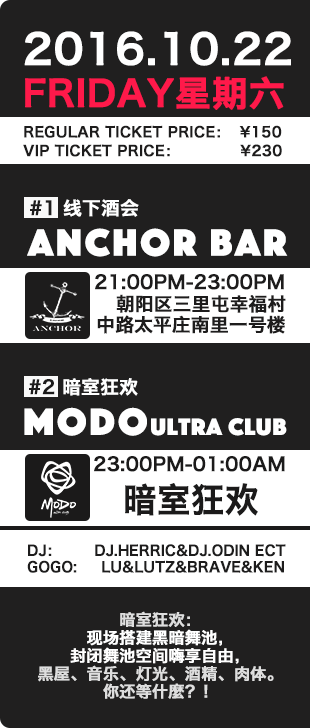 2016.10.22
FRIDAY星期六
REGULAR TICKET PRICE: ¥150
VIP TICKET PRICE: ¥230
#1 线下酒会
ANCHOR BAR
21:00PM-23:00PM
朝阳区三里屯幸福村
中路太平庄南里一号楼
ANCHOR
#2 暗室狂欢
MODO ULTRA CLUB
23:00PM-01:00AM
暗室狂欢
MODO
DJ: DJ.HERRIC&DJ.ODIN ECT
GOGO: LU&LUTZ&BRAVE&KEN
暗室狂欢:
现场搭建黑暗舞池,
封闭舞池空间嗨享自由,
黑屋、音乐、灯光、酒精、肉体。
你还等什麼?!